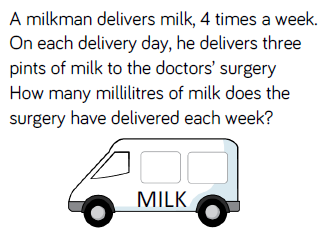 A milkman delivers milk, 4 times a week.
On each delivery day, he delivers three
pints of milk to the doctors’ surgery
How many millilitres of milk does the
surgery have delivered each week?
MILK